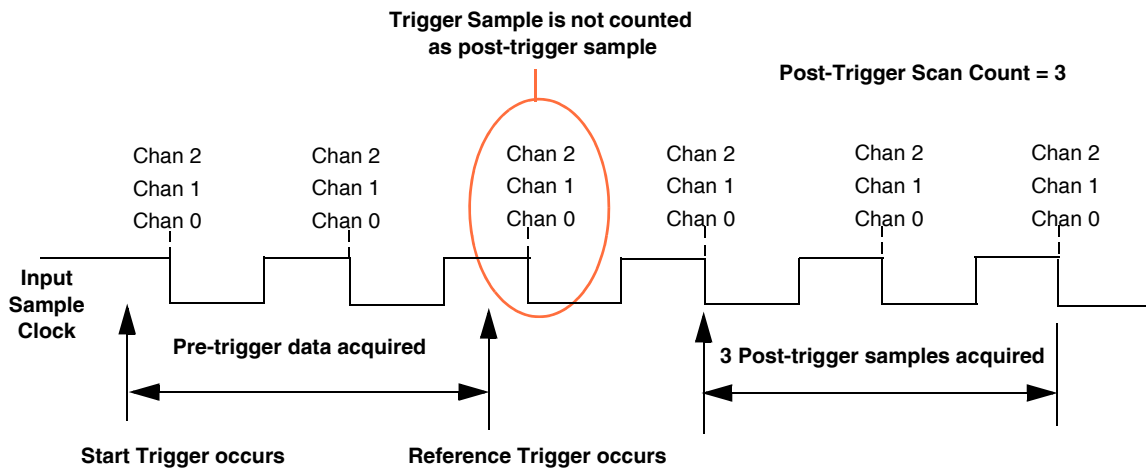 Trigger Sample is not counted
as post-trigger sample
Post-Trigger Scan Count = 3
Chan 2 Chan 2 Chan 2 Chan 2 Chan 2 Chan 2
Chan 1 Chan 1 Chan 1 Chan 1 Chan 1 Chan 1
Chan 0 Chan 0 Chan 0 Chan 0 Chan 0 Chan 0
Input
Sample
Clock
Pre-trigger data acquired
3 Post-trigger samples acquired
Start Trigger occurs
Reference Trigger occurs